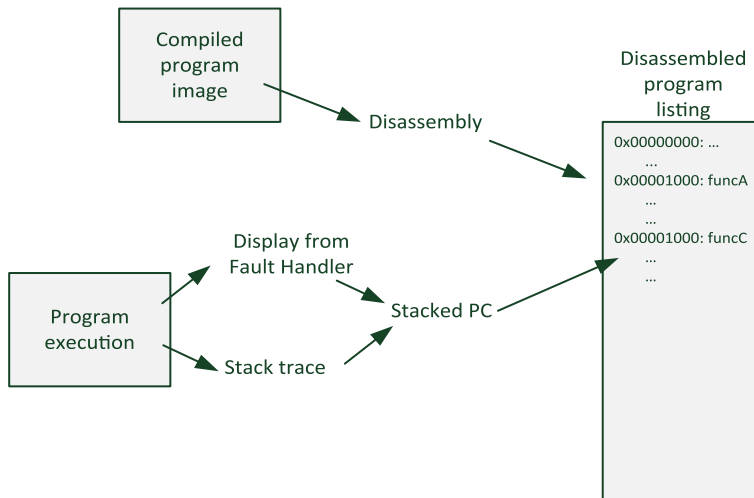 Compiled
program
image
Disassembly
Disassembled
program
listing
0x00000000: ...
...
0x00001000: funcA
...
...
0x00001000: funcC
...
...
Display from
Fault Handler
Program
execution
Stacked PC
Stack trace